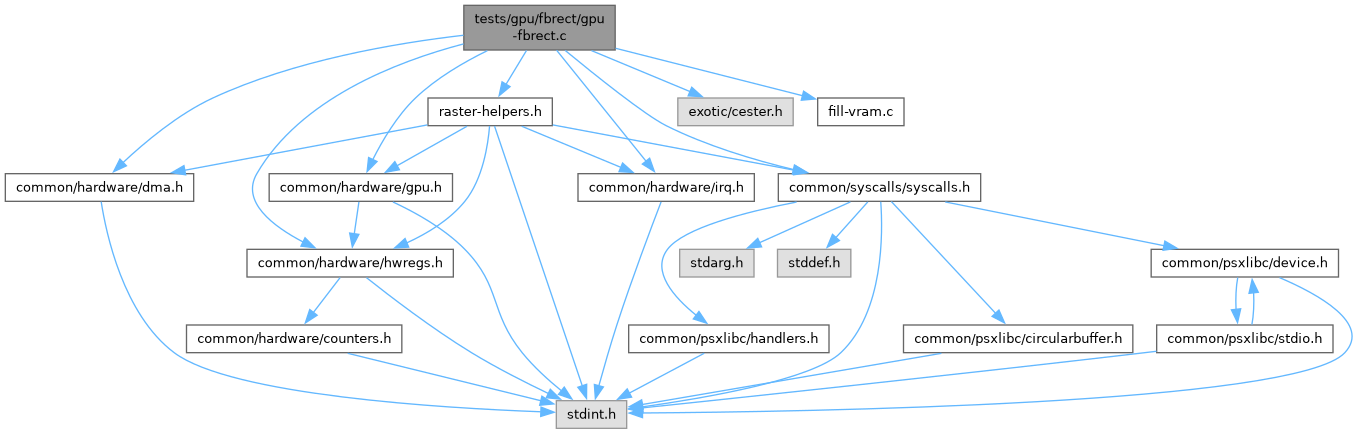 tests/gpu/fbrect/gpu
-fbrect.c
raster-helpers.h
exotic/cester.h
fill-vram.c
common/hardware/dma.h
common/hardware/gpu.h
common/hardware/irq.h
common/syscalls/syscalls.h
common/hardware/hwregs.h
stdarg.h
stddef.h
common/psxlibc/device.h
common/hardware/counters.h
common/psxlibc/handlers.h
common/psxlibc/circularbuffer.h
common/psxlibc/stdio.h
stdint.h